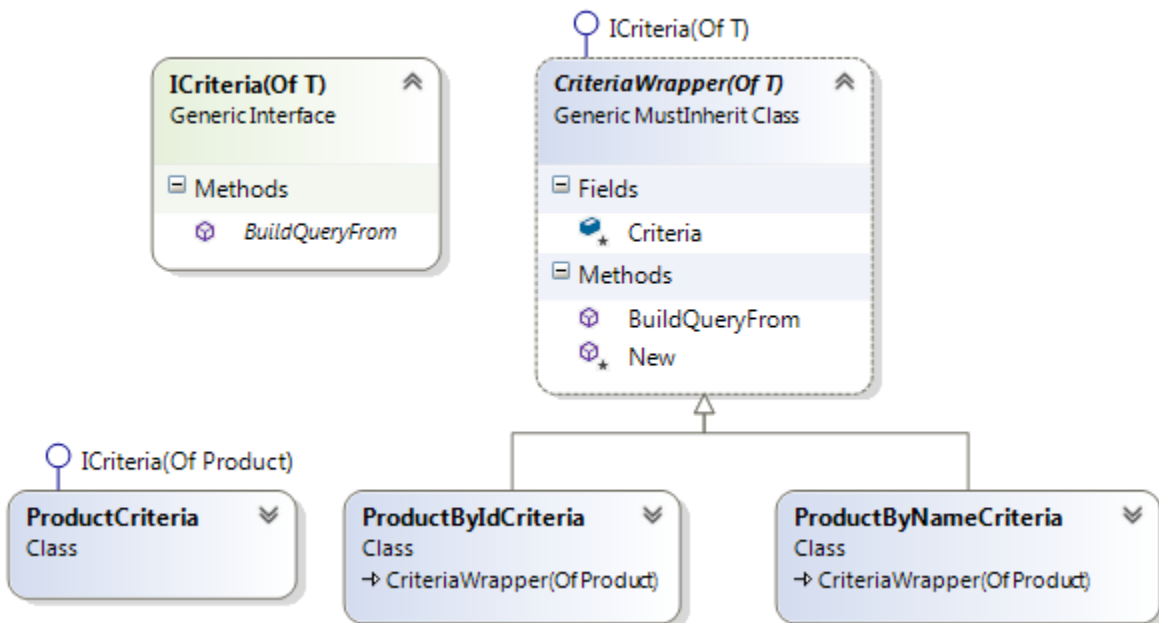 ICriteria(Of T)
ICriteria(Of T)
Generic Interface
Methods
BuildQueryFrom
CriteriaWrapper(Of T)
Generic MustInherit Class
Fields
Criteria
Methods
BuildQueryFrom
New
ICriteria(Of Product)
ProductCriteria
Class
ProductByIdCriteria
Class
CriteriaWrapper(Of Product)
ProductByNameCriteria
Class
CriteriaWrapper(Of Product)